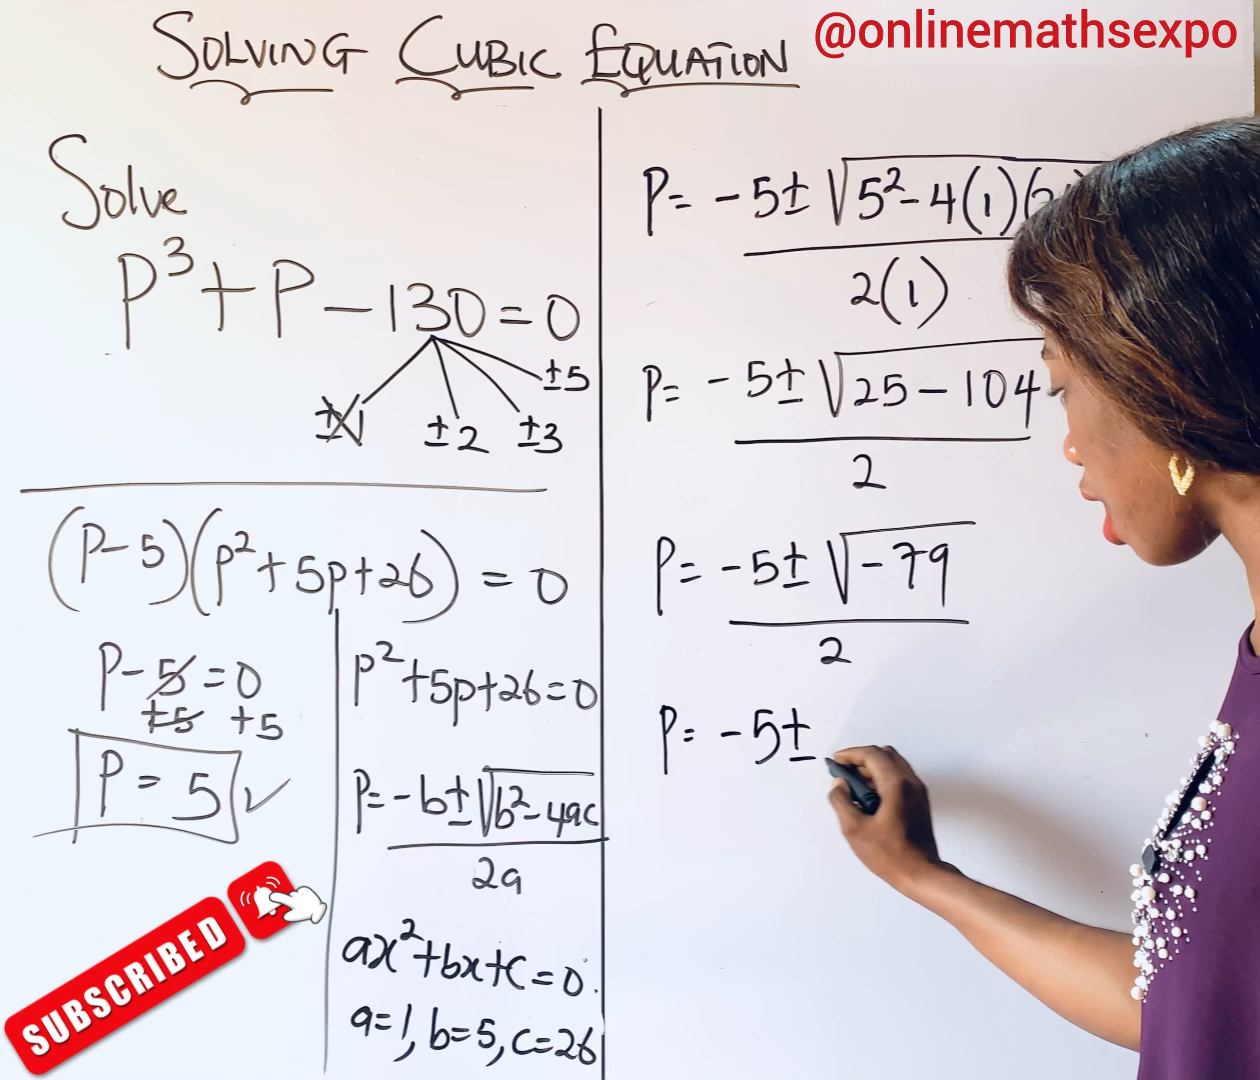 SOLVING CUBIC EQUATION
@onlinemathsexpo
Solve
P³ + P - 130 = 0
±1 ±2 ±3 ±5
(P-5)(P²+5P+26) = 0
P-5=0
+5 +5
P = 5 ✓
P²+5P+26=0
P= -b±√b²-4ac
2a
ax²+bx+c=0.
a=1, b=5, c=26
SUBSCRIBED
P= -5± √5²-4(1)(
2(1)
P= -5± √25-104
2
P= -5± √-79
2
P= -5±